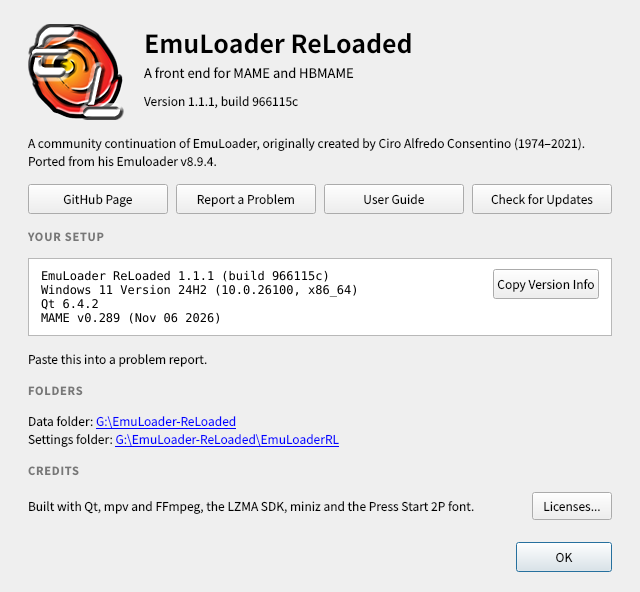 EmuLoader ReLoaded
A front end for MAME and HBMAME
Version 1.1.1, build 966115c
A community continuation of EmuLoader, originally created by Ciro Alfredo Consentino (1974–2021).
Ported from his Emuloader v8.9.4.
GitHub Page
Report a Problem
User Guide
Check for Updates
YOUR SETUP
EmuLoader ReLoaded 1.1.1 (build 966115c)
Windows 11 Version 24H2 (10.0.26100, x86_64)
Qt 6.4.2
MAME v0.289 (Nov 06 2026)
Copy Version Info
Paste this into a problem report.
FOLDERS
Data folder: G:\EmuLoader-ReLoaded
Settings folder: G:\EmuLoader-ReLoaded\EmuLoaderRL
CREDITS
Built with Qt, mpv and FFmpeg, the LZMA SDK, miniz and the Press Start 2P font.
Licenses...
OK